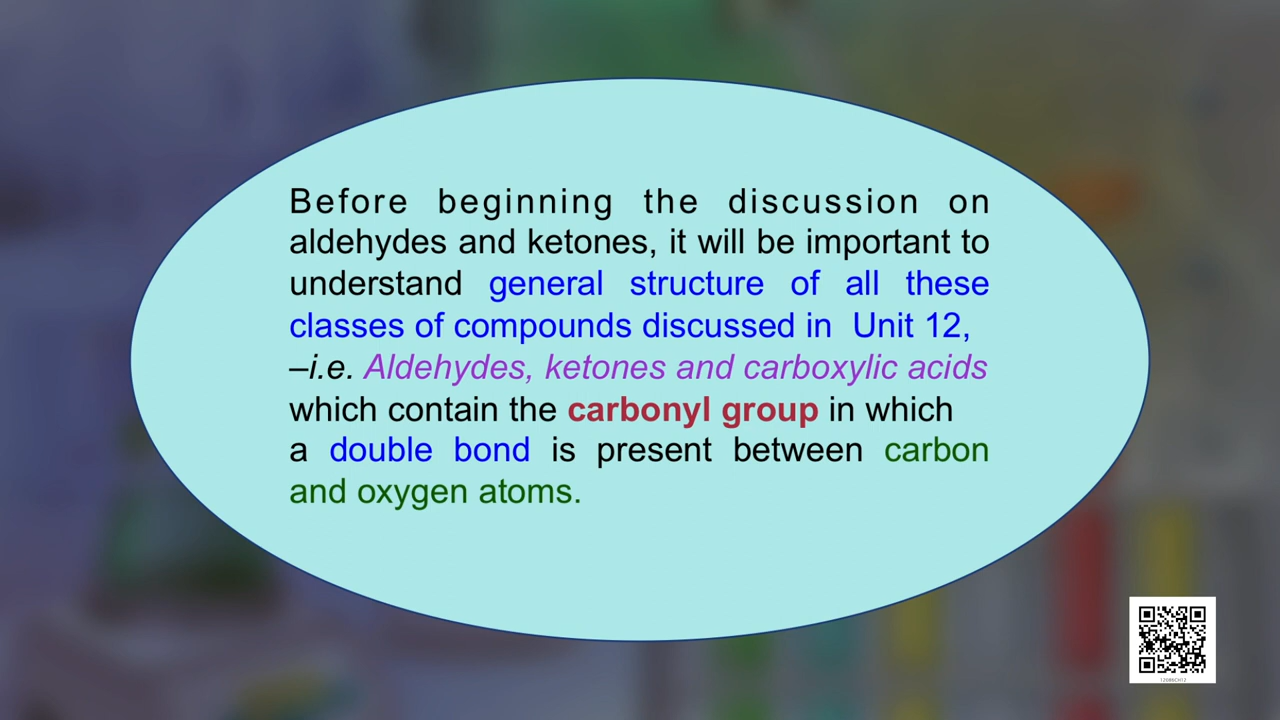 Before beginning the discussion on
aldehydes and ketones, it will be important to
understand general structure of all these
classes of compounds discussed in Unit 12,
–i.e. Aldehydes, ketones and carboxylic acids
which contain the carbonyl group in which
a double bond is present between carbon
and oxygen atoms.